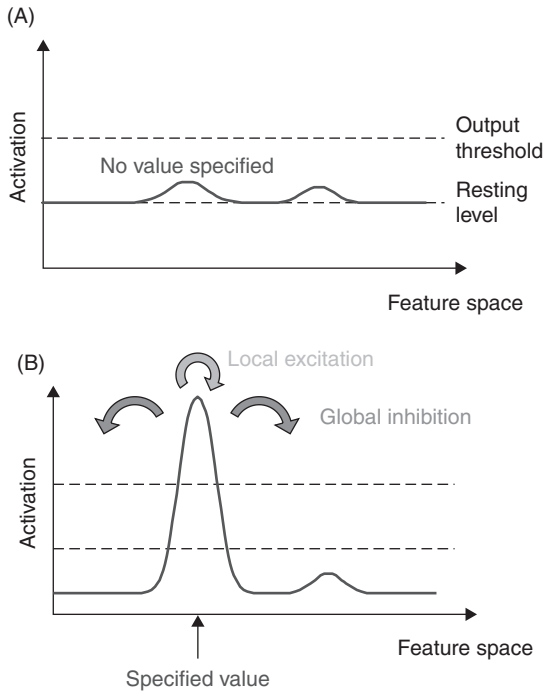 (A)
Activation
No value specified
Output
threshold
Resting
level
Feature space
(B)
Local excitation
Global inhibition
Activation
Feature space
Specified value